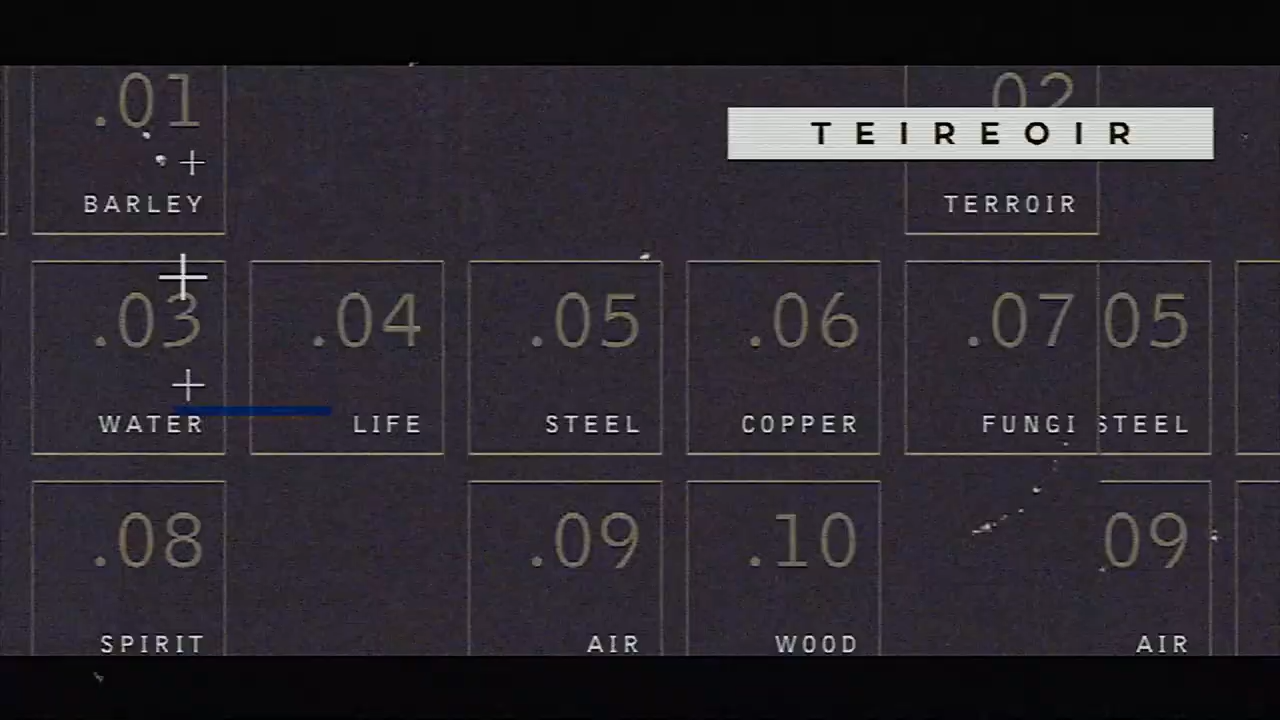 .01 02
TEIREOIR
BARLEY TERROIR
.03 .04 .05 .06 .07 05
WATER LIFE STEEL COPPER FUNGI STEEL
.08 .09 .10 09
SPIRIT AIR WOOD AIR